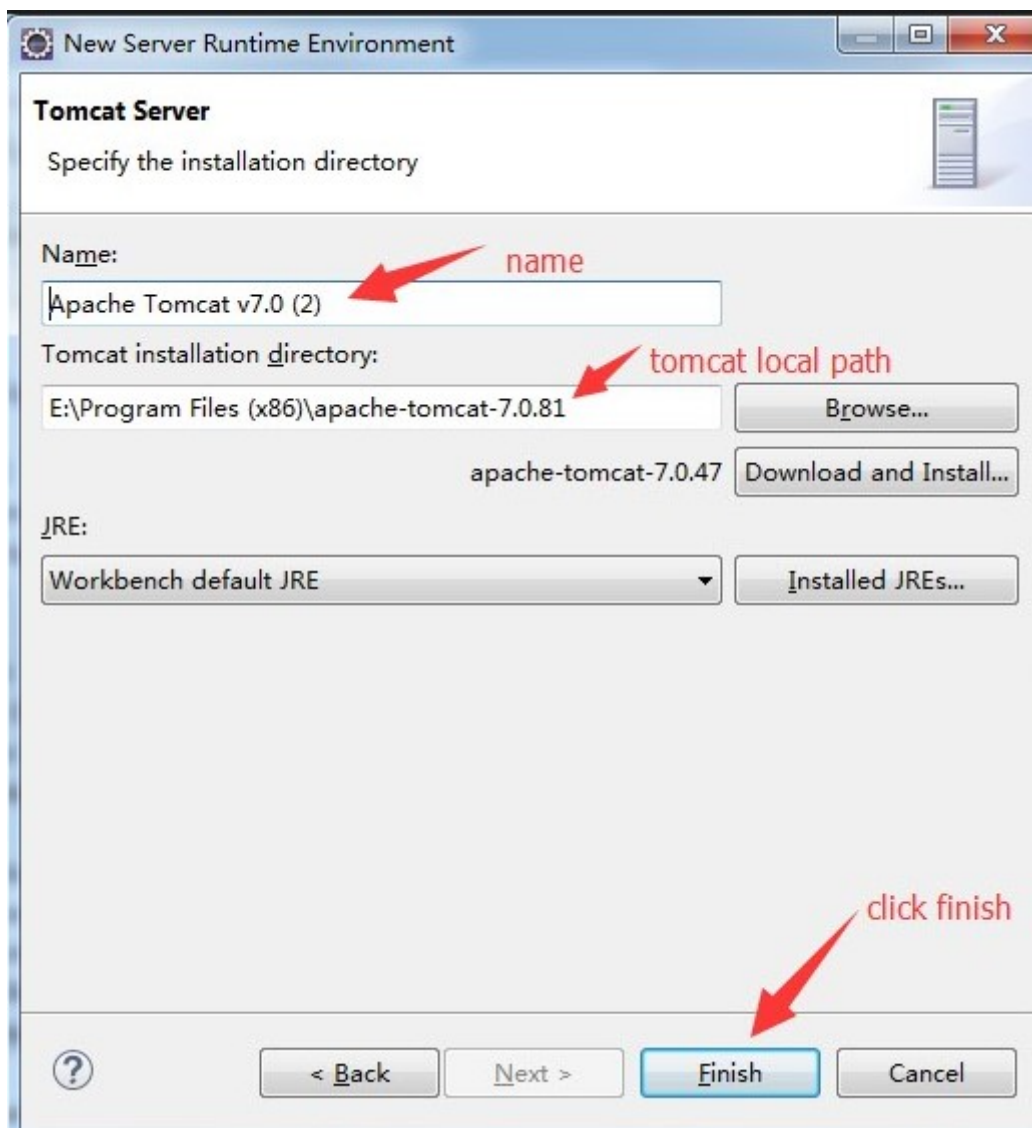 New Server Runtime Environment
Tomcat Server
Specify the installation directory
Name:
name
Apache Tomcat v7.0 (2)
Tomcat installation directory:
tomcat local path
E:\Program Files (x86)\apache-tomcat-7.0.81
Browse...
apache-tomcat-7.0.47
Download and Install...
JRE:
Workbench default JRE
Installed JREs...
click finish
? < Back Next > Finish Cancel